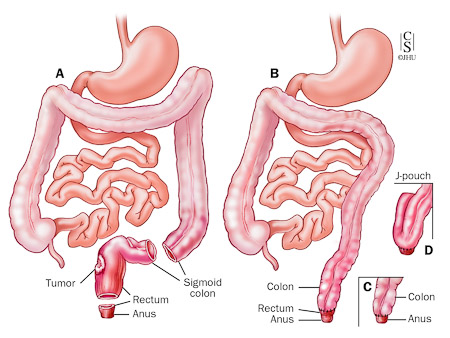 A
B
C
S
©JHU
J-pouch
D
Tumor
Sigmoid
colon
Rectum
Anus
Colon
Rectum
Anus
C
Colon
Anus